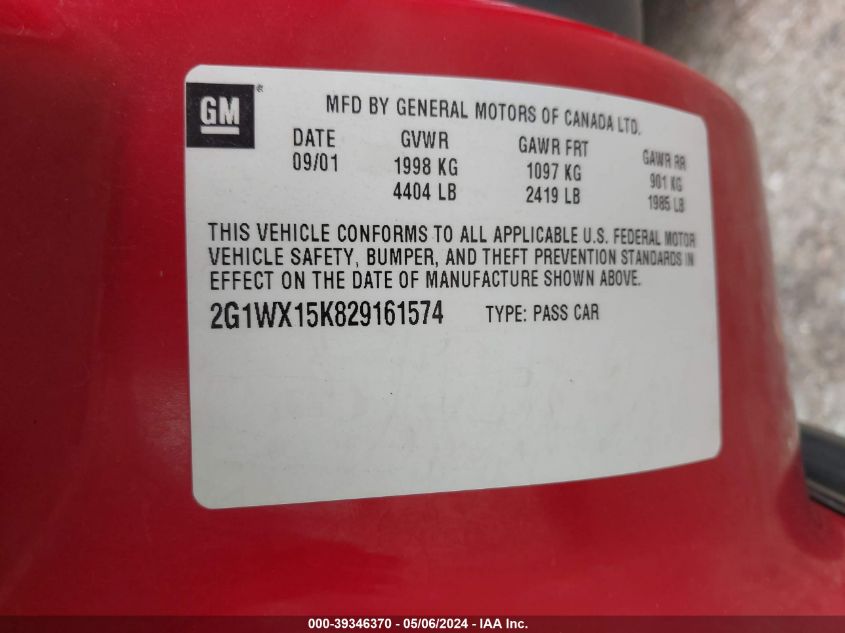 GM®
MFD BY GENERAL MOTORS OF CANADA LTD.
DATE GVWR GAWR FRT GAWR RR
09/01 1998 KG 1097 KG 901 KG
4404 LB 2419 LB 1985 LB
THIS VEHICLE CONFORMS TO ALL APPLICABLE U.S. FEDERAL MOTOR
VEHICLE SAFETY, BUMPER, AND THEFT PREVENTION STANDARDS IN
EFFECT ON THE DATE OF MANUFACTURE SHOWN ABOVE.
2G1WX15K829161574 TYPE: PASS CAR
000-39346370 - 05/06/2024 - IAA Inc.